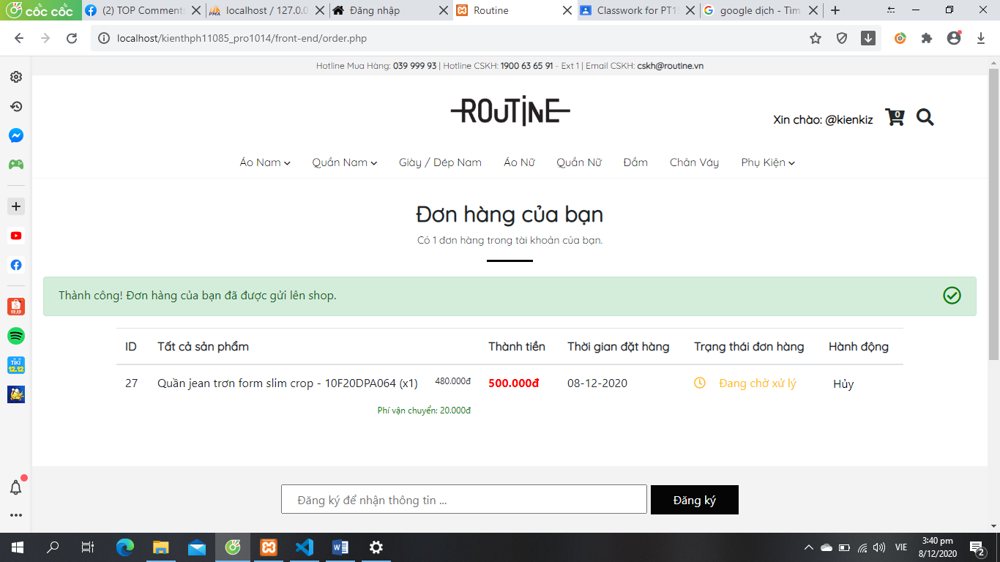 cốc cốc (2) TOP Comments localhost / 127.0.0 Đăng nhập Routine Classwork for PT1 google dịch - Tìm
localhost/kienthph11085_pro1014/front-end/order.php
Hotline Mua Hàng: 039 999 93 | Hotline CSKH: 1900 63 65 91 - Ext 1 | Email CSKH: cskh@routine.vn
ROUTINE
Xin chào: @kienkiz 0
Áo Nam Quần Nam Giày / Dép Nam Áo Nữ Quần Nữ Đầm Chân Váy Phụ Kiện
Đơn hàng của bạn
Có 1 đơn hàng trong tài khoản của bạn.
Thành công! Đơn hàng của bạn đã được gửi lên shop.
ID Tất cả sản phẩm Thành tiền Thời gian đặt hàng Trạng thái đơn hàng Hành động
27 Quần jean trơn form slim crop - 10F20DPA064 (x1) 480.000đ 500.000đ 08-12-2020 Đang chờ xử lý Hủy
Phí vận chuyển: 20.000đ
Đăng ký để nhận thông tin ... Đăng ký
12.12
TIKI
12.12
VIE
3:40 pm
8/12/2020
2